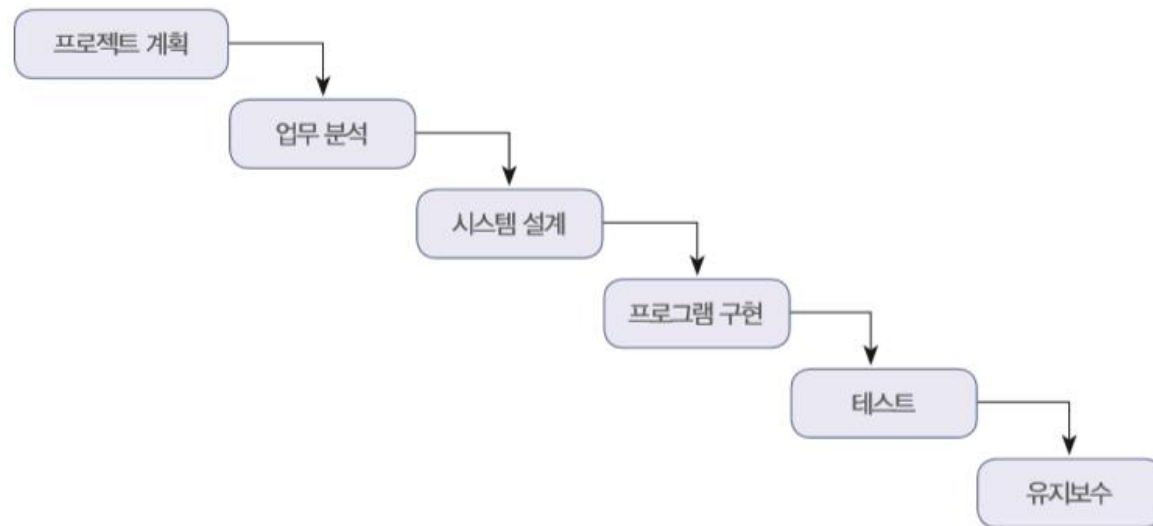 프로젝트 계획
업무 분석
시스템 설계
프로그램 구현
테스트
유지보수